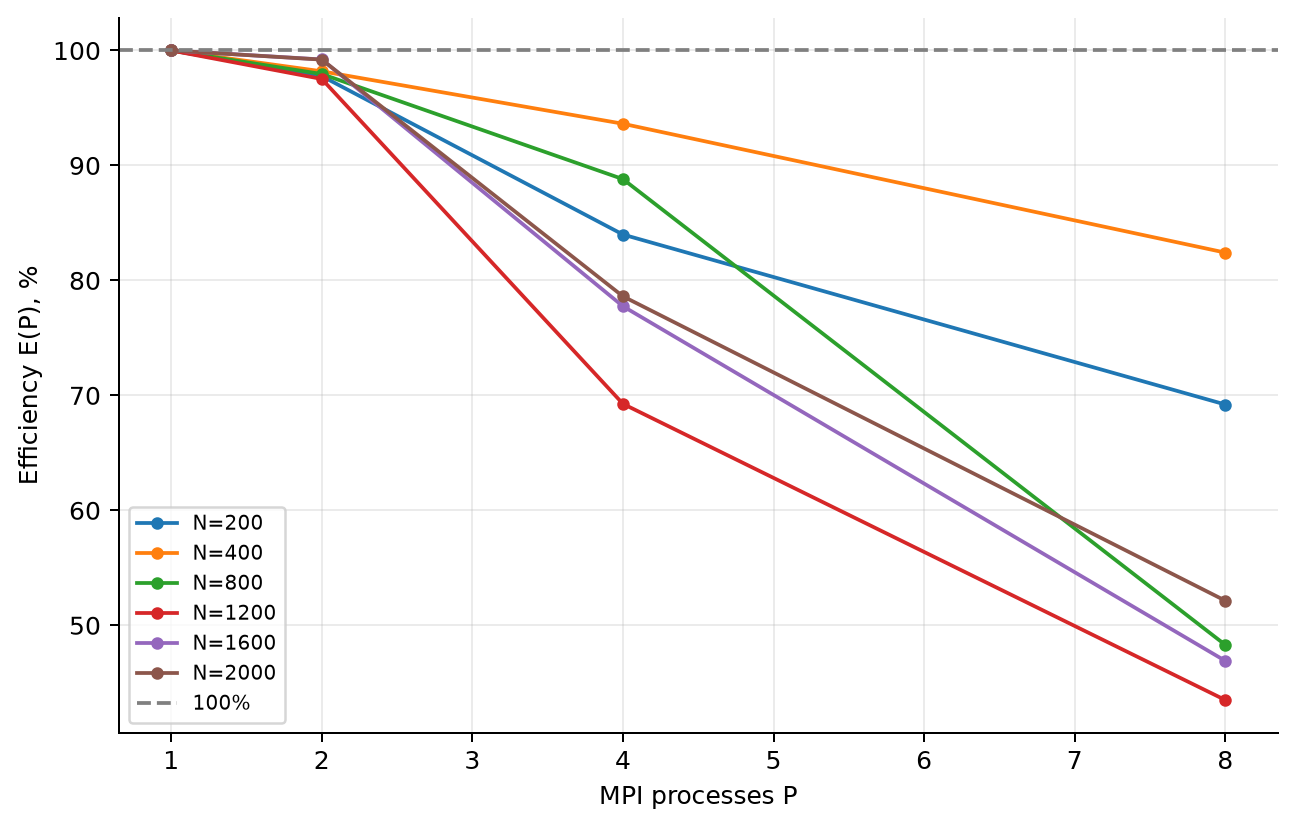 Efficiency E(P), %
100
90
80
70
60
50
N=200
N=400
N=800
N=1200
N=1600
N=2000
100%
1 2 3 4 5 6 7 8
MPI processes P